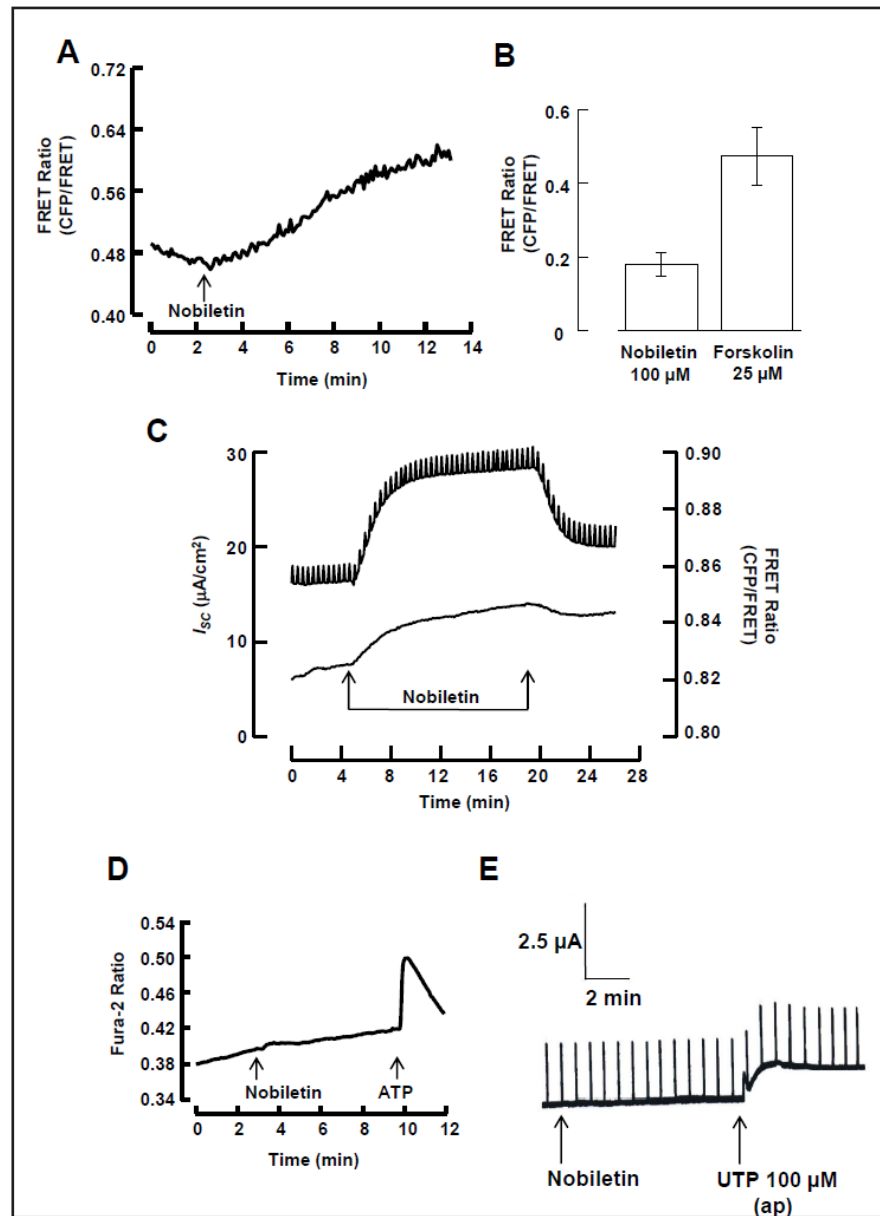 A
0.72
0.64
0.56
0.48
0.40
FRET Ratio
(CFP/FRET)
Nobiletin
0 2 4 6 8 10 12 14
Time (min)
B
0.6
0.4
0.2
0
FRET Ratio
(CFP/FRET)
Nobiletin Forskolin
100 µM 25 µM
C
30
20
10
0
Isc (µA/cm²)
0.90
0.88
0.86
0.84
0.82
0.80
FRET Ratio
(CFP/FRET)
Nobiletin
0 4 8 12 16 20 24 28
Time (min)
D
0.54
0.50
0.46
0.42
0.38
0.34
Fura-2 Ratio
Nobiletin ATP
0 2 4 6 8 10 12
Time (min)
E
2.5 µA
2 min
Nobiletin UTP 100 µM
(ap)